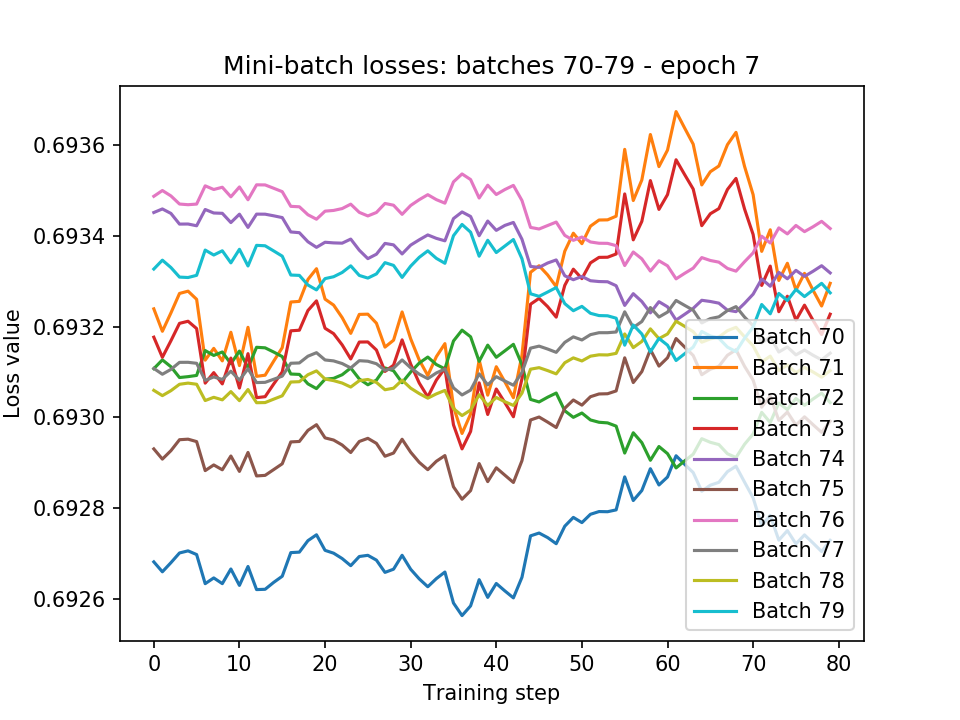 Mini-batch losses: batches 70-79 - epoch 7
Loss value
0.6936
0.6934
0.6932
0.6930
0.6928
0.6926
Batch 70
Batch 71
Batch 72
Batch 73
Batch 74
Batch 75
Batch 76
Batch 77
Batch 78
Batch 79
0 10 20 30 40 50 60 70 80
Training step